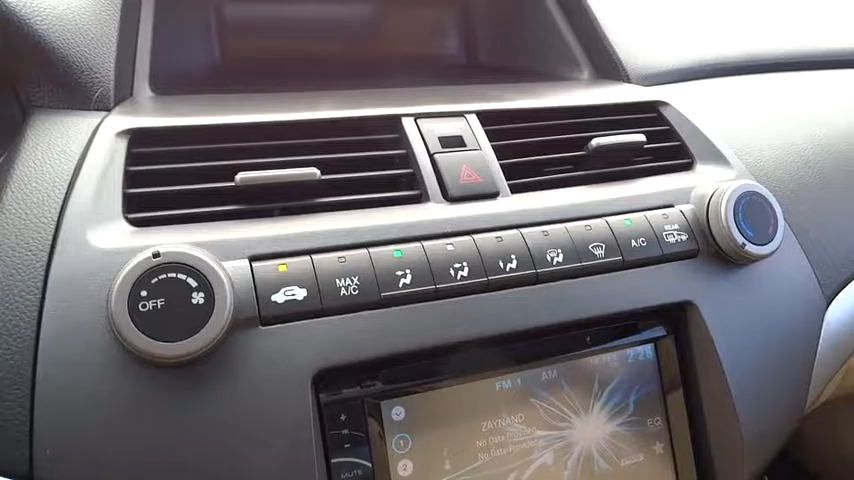 OFF
MAX
A/C
A/C
REAR
FM 1
AM
2:28
+
-
MUTE
1
2
ZAYNAND
No Data Provided
No Data Provided
EQ